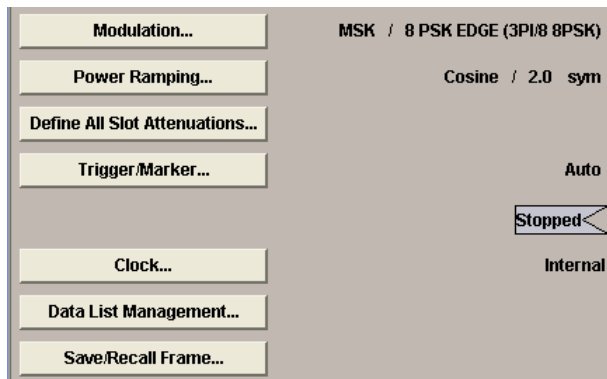 Modulation... MSK / 8 PSK EDGE (3PI/8 8PSK)
Power Ramping... Cosine / 2.0 sym
Define All Slot Attenuations...
Trigger/Marker... Auto
Stopped
Clock... Internal
Data List Management...
Save/Recall Frame...